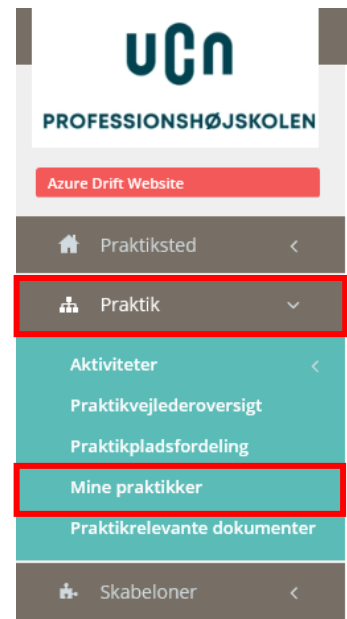 UCN
PROFESSIONSHØJSKOLEN
Azure Drift Website
Praktiksted
Praktik
Aktiviteter
Praktikvejlederoversigt
Praktikpladsfordeling
Mine praktikker
Praktikrelevante dokumenter
Skabeloner